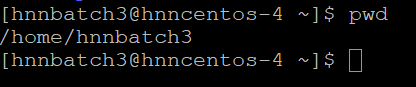 [hnnbatch3@hnncentos-4 ~]$ pwd
/home/hnnbatch3
[hnnbatch3@hnncentos-4 ~]$